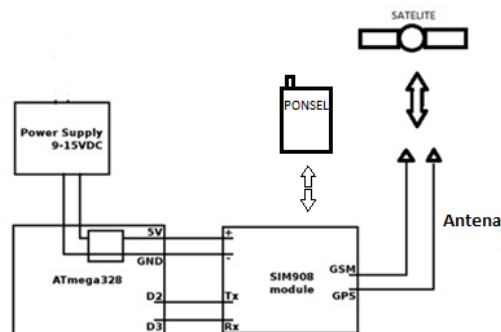 SATELITE
PONSEL
Power Supply
9-15VDC
Antena
5V
+
GND
-
ATmega328
SIM908
module
GSM
GPS
D2
Tx
D3
Rx